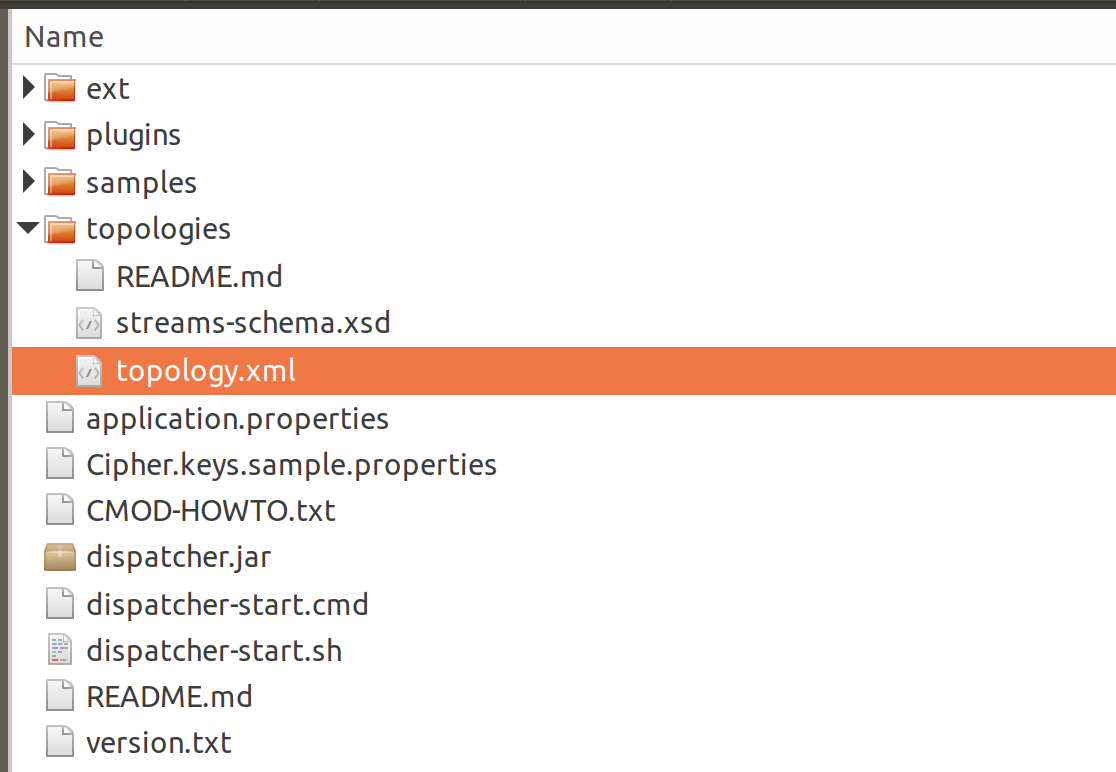 Name
ext
plugins
samples
topologies
README.md
streams-schema.xsd
topology.xml
application.properties
Cipher.keys.sample.properties
CMOD-HOWTO.txt
dispatcher.jar
dispatcher-start.cmd
dispatcher-start.sh
README.md
version.txt